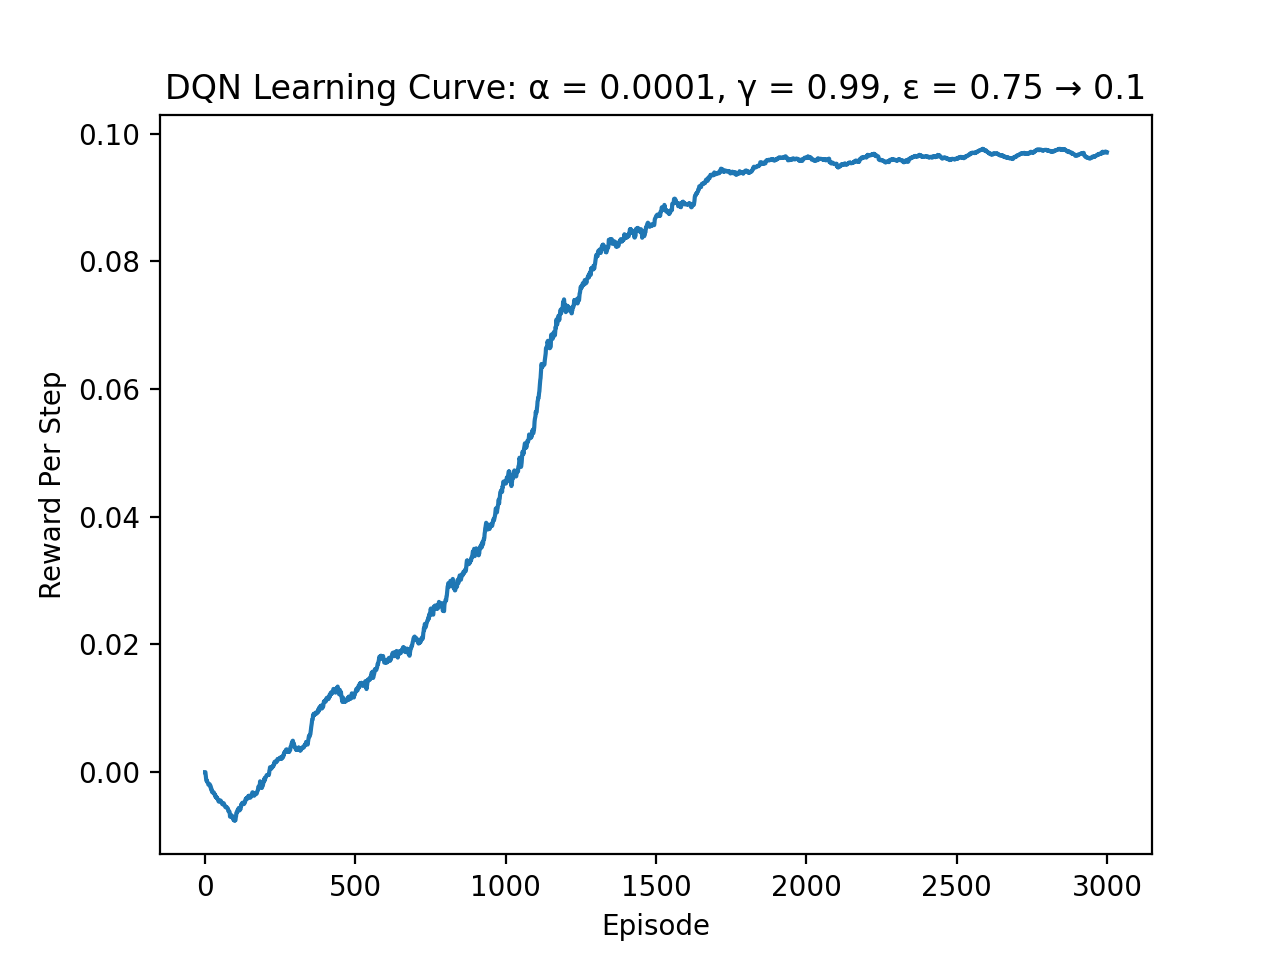 DQN Learning Curve: α = 0.0001, γ = 0.99, ε = 0.75 → 0.1
0.10
0.08
0.06
0.04
0.02
0.00
Reward Per Step
0 500 1000 1500 2000 2500 3000
Episode